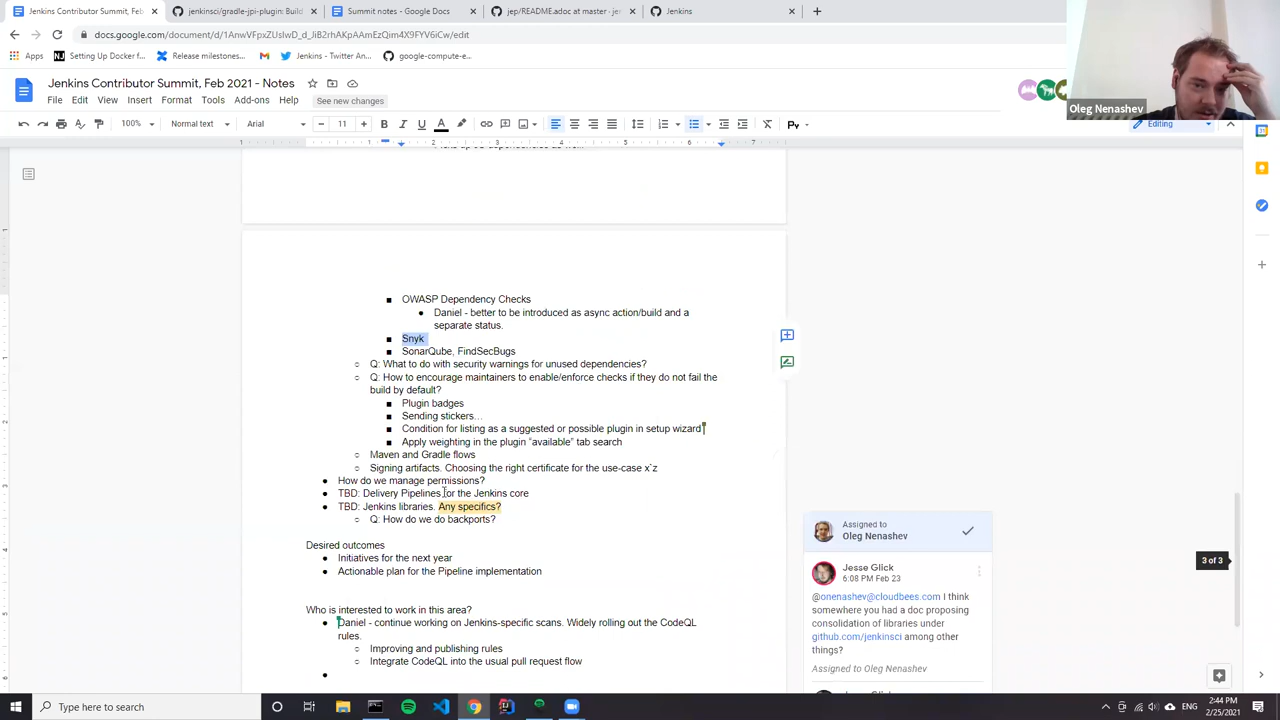 Jenkins Contributor Summit, Feb
jenkinsci/gradle-jpi-plugin: Build
Summit notes - Google Docs
jep/README.adoc at master · je
Jenkins
docs.google.com/document/d/1AnwVFpxZUslwD_d_JiB2rhAKpAAmEzQim4X9FYV6iCw/edit
Apps
Setting Up Docker f...
Release milestones...
Twitter / Jenkins - Twitter An...
google-compute-e...
Jenkins Contributor Summit, Feb 2021 - Notes
File Edit View Insert Format Tools Add-ons Help See new changes
100% Normal text Arial 11 Editing
Oleg Nenashev
OWASP Dependency Checks
Daniel - better to be introduced as async action/build and a
separate status.
Snyk
SonarQube, FindSecBugs
Q: What to do with security warnings for unused dependencies?
Q: How to encourage maintainers to enable/enforce checks if they do not fail the
build by default?
Plugin badges
Sending stickers…
Condition for listing as a suggested or possible plugin in setup wizard
Apply weighting in the plugin “available” tab search
Maven and Gradle flows
Signing artifacts. Choosing the right certificate for the use-case x`z
How do we manage permissions?
TBD: Delivery Pipelines for the Jenkins core
TBD: Jenkins libraries. Any specifics?
Q: How do we do backports?
Desired outcomes
Initiatives for the next year
Actionable plan for the Pipeline implementation
Who is interested to work in this area?
Daniel - continue working on Jenkins-specific scans. Widely rolling out the CodeQL
rules.
Improving and publishing rules
Integrate CodeQL into the usual pull request flow
Assigned to
Oleg Nenashev
Jesse Glick
6:08 PM Feb 23
@onenashev@cloudbees.com I think
somewhere you had a doc proposing
consolidation of libraries under
github.com/jenkinsci among other
things?
Assigned to Oleg Nenashev
3 of 3
Type here to search
ENG
2:44 PM
2/25/2021